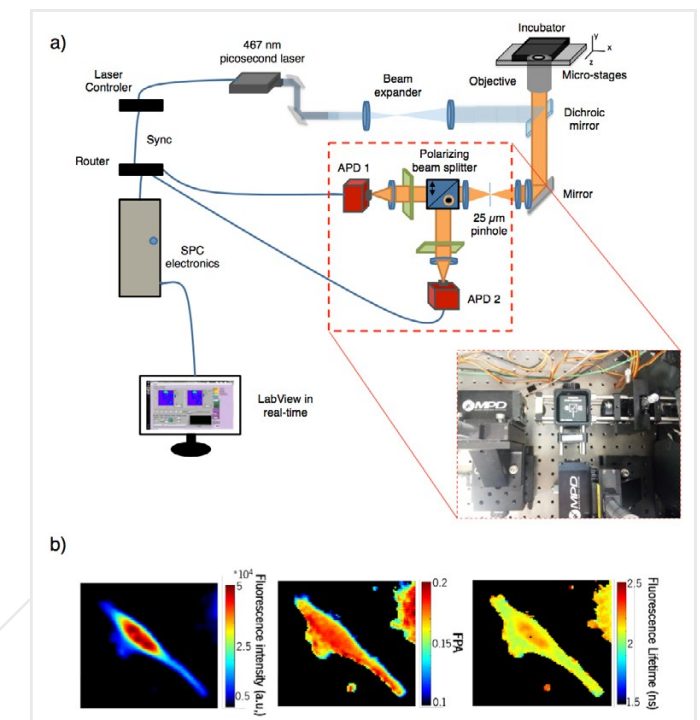 a)
467 nm
picosecond laser
Incubator
y
x
z
Laser
Controler
Objective
Micro-stages
Beam
expander
Dichroic
mirror
Sync
Router
APD 1
Polarizing
beam splitter
Mirror
25 µm
pinhole
SPC
electronics
APD 2
LabView in
real-time
MPD
MPD
b)
*10⁴
5
2.5
0.5
Fluorescence intensity (a.u,)
0.2
0.15
0.1
FPA
2.5
2
1.5
Fluorescence Lifetime (ns)